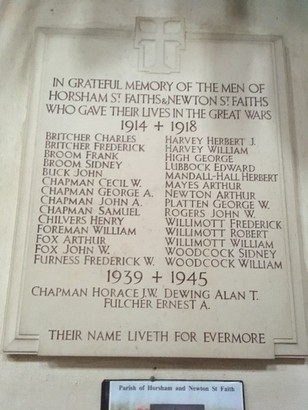 IN GRATEFUL MEMORY OF THE MEN OF
HORSHAM ST FAITHS & NEWTON ST FAITHS
WHO GAVE THEIR LIVES IN THE GREAT WARS
1914 + 1918
BRITCHER CHARLES
BRITCHER FREDERICK
BROOM FRANK
BROOM SIDNEY
BUCK JOHN
CHAPMAN CECIL W.
CHAPMAN GEORGE A.
CHAPMAN JOHN A.
CHAPMAN SAMUEL
CHILVERS HENRY
FOREMAN WILLIAM
FOX ARTHUR
FOX JOHN W.
FURNESS FREDERICK W.
HARVEY HERBERT J.
HARVEY WILLIAM
HIGH GEORGE
LUBBOCK EDWARD
MANDALL-HALL HERBERT
MAYES ARTHUR
NEWTON ARTHUR
PLATTEN GEORGE W.
ROGERS JOHN W.
WILLIMOTT FREDERICK
WILLIMOTT ROBERT
WILLIMOTT WILLIAM
WOODCOCK SIDNEY
WOODCOCK WILLIAM
1939 + 1945
CHAPMAN HORACE J.W. DEWING ALAN T.
FULCHER ERNEST A.
THEIR NAME LIVETH FOR EVERMORE
Parish of Horsham and Newton St Faith